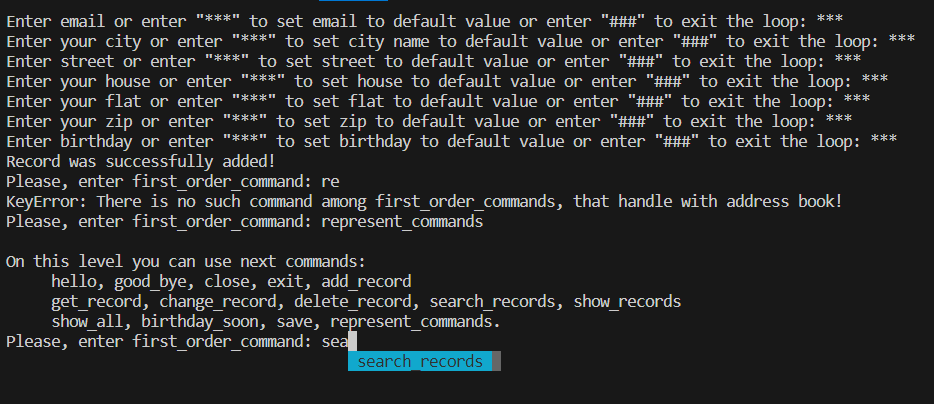 Enter email or enter "***" to set email to default value or enter "###" to exit the loop: ***
Enter your city or enter "***" to set city name to default value or enter "###" to exit the loop: ***
Enter street or enter "***" to set street to default value or enter "###" to exit the loop: ***
Enter your house or enter "***" to set house to default value or enter "###" to exit the loop: ***
Enter your flat or enter "***" to set flat to default value or enter "###" to exit the loop: ***
Enter your zip or enter "***" to set zip to default value or enter "###" to exit the loop: ***
Enter birthday or enter "***" to set birthday to default value or enter "###" to exit the loop: ***
Record was successfully added!
Please, enter first_order_command: re
KeyError: There is no such command among first_order_commands, that handle with address book!
Please, enter first_order_command: represent_commands
On this level you can use next commands:
hello, good_bye, close, exit, add_record
get_record, change_record, delete_record, search_records, show_records
show_all, birthday_soon, save, represent_commands.
Please, enter first_order_command: sea
search_records